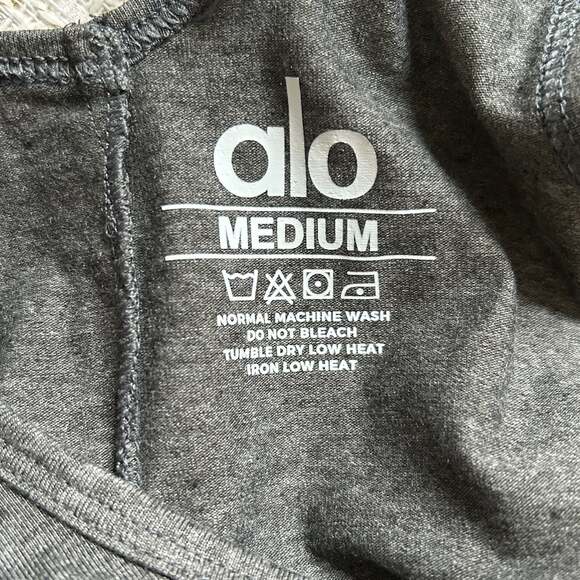 alo
MEDIUM
NORMAL MACHINE WASH
DO NOT BLEACH
TUMBLE DRY LOW HEAT
IRON LOW HEAT